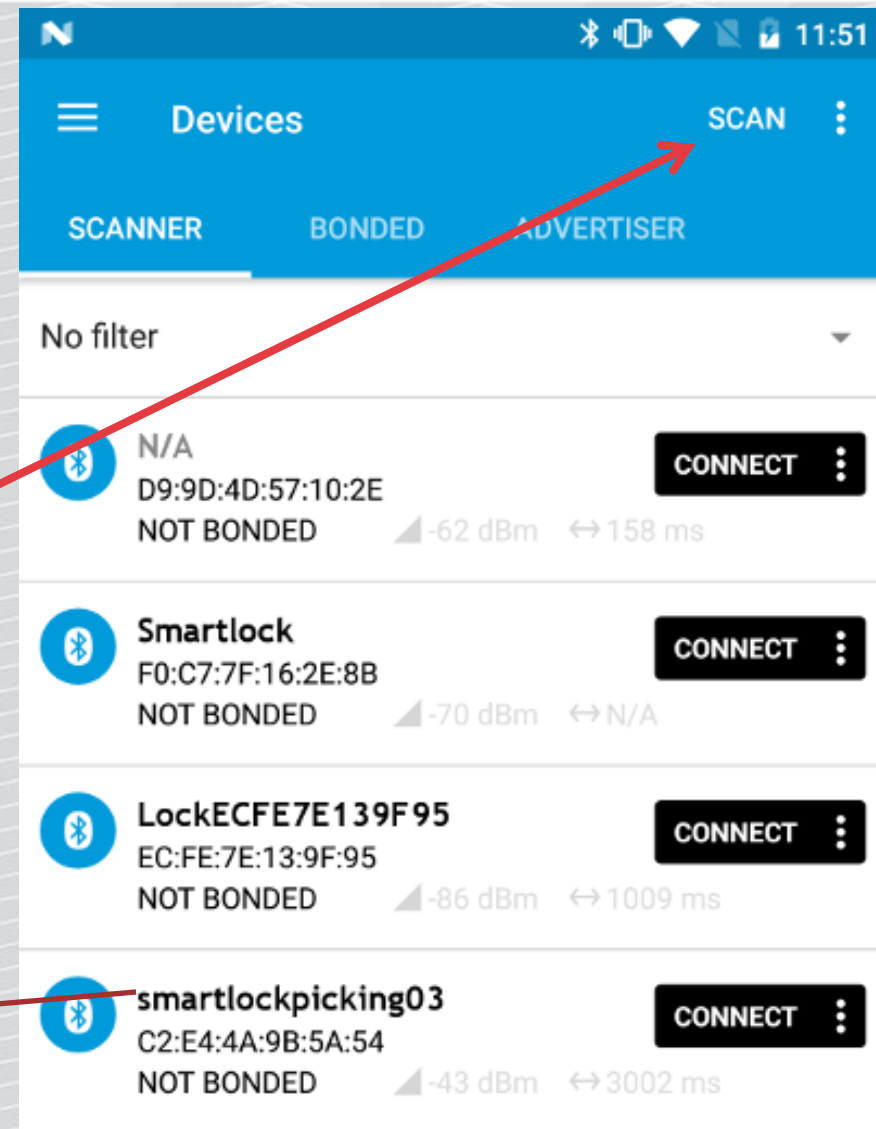 11:51
Devices SCAN
SCANNER BONDED ADVERTISER
No filter
N/A
CONNECT
D9:9D:4D:57:10:2E
NOT BONDED -62 dBm ↔158 ms
Smartlock
CONNECT
F0:C7:7F:16:2E:8B
NOT BONDED -70 dBm ↔N/A
LockECFE7E139F95
CONNECT
EC:FE:7E:13:9F:95
NOT BONDED -86 dBm ↔1009 ms
smartlockpicking03
CONNECT
C2:E4:4A:9B:5A:54
NOT BONDED -43 dBm ↔3002 ms